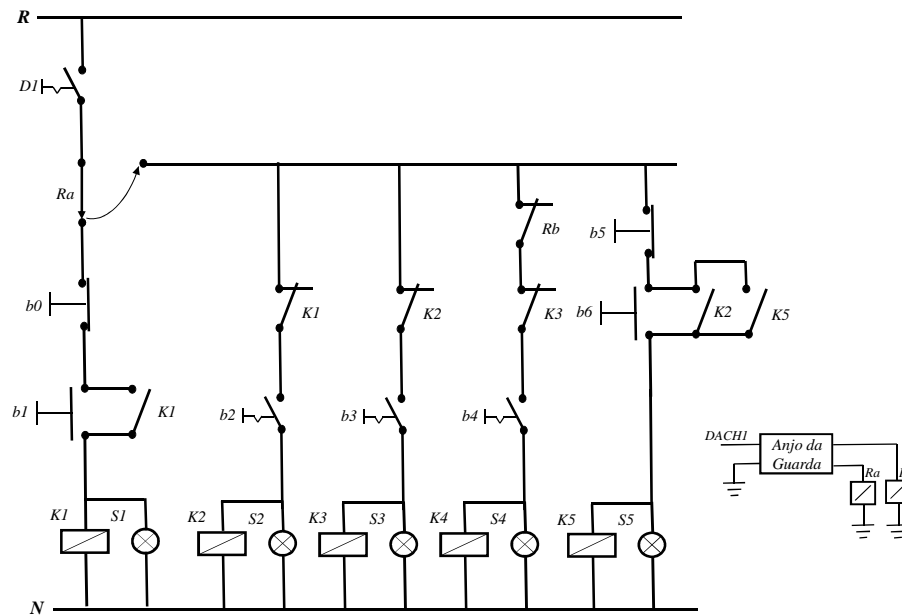 R
D1
Ra
Rb
b5
b0
K1
K2
K3
b6
K2
K5
b1
K1
b2
b3
b4
DACH1
Anjo da
Guarda
Ra
K1
S1
K2
S2
K3
S3
K4
S4
K5
S5
N